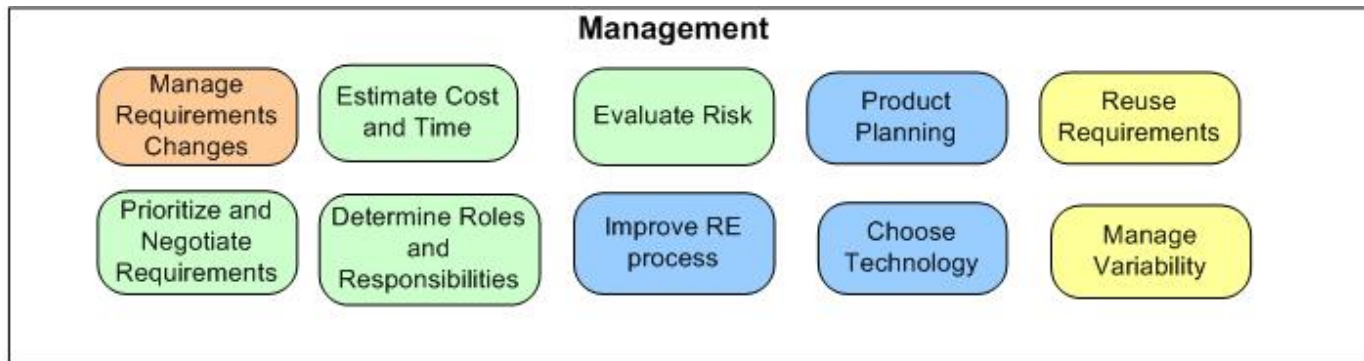 Management
Manage
Requirements
Changes
Estimate Cost
and Time
Evaluate Risk
Product
Planning
Reuse
Requirements
Prioritize and
Negotiate
Requirements
Determine Roles
and
Responsibilities
Improve RE
process
Choose
Technology
Manage
Variability